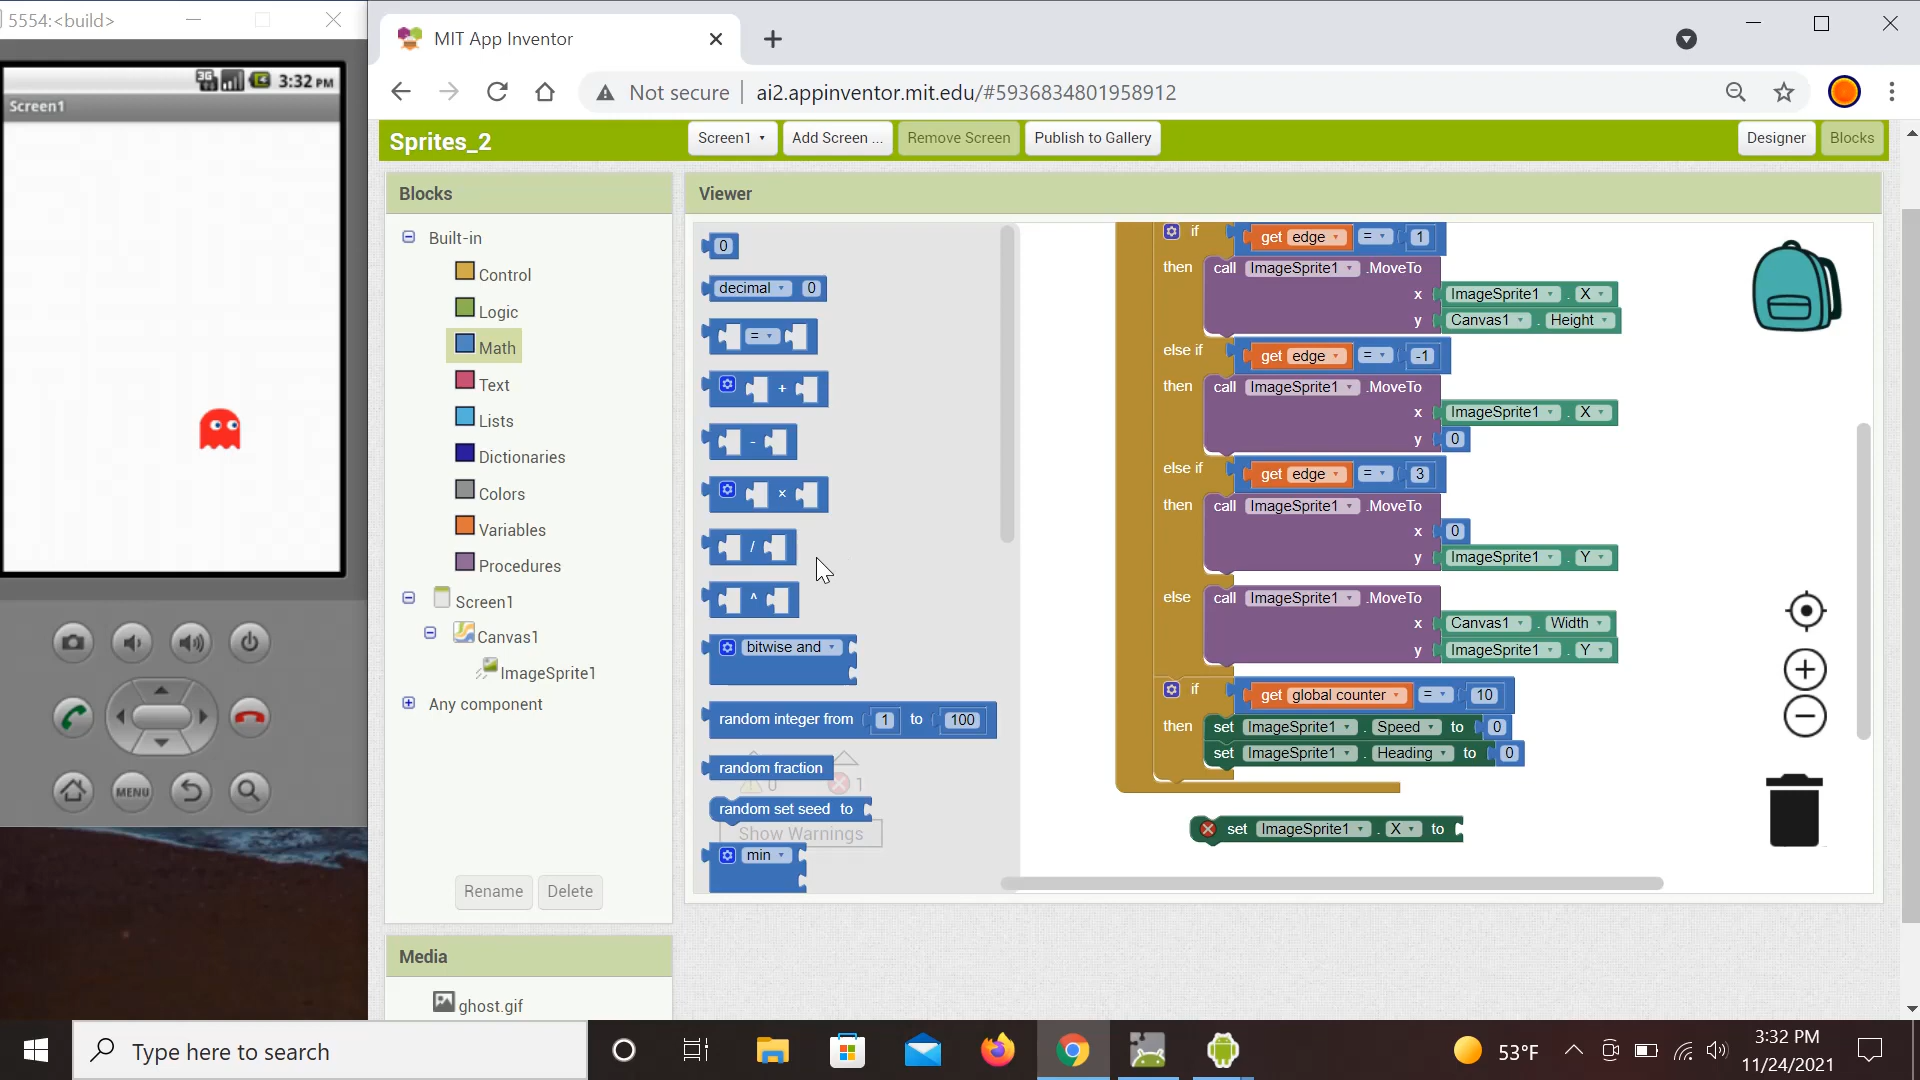 5554:<build>
3G 3:32 PM
Screen1
MENU
MIT App Inventor
Not secure ai2.appinventor.mit.edu/#5936834801958912
Sprites_2
Screen1
Add Screen ...
Remove Screen
Publish to Gallery
Designer
Blocks
Blocks
Built-in
Control
Logic
Math
Text
Lists
Dictionaries
Colors
Variables
Procedures
Screen1
Canvas1
ImageSprite1
Any component
Rename
Delete
Media
ghost.gif
Viewer
0
decimal 0
=
+
-
×
/
^
bitwise and
random integer from 1 to 100
random fraction
0 1
random set seed to
Show Warnings
min
if get edge = 1
then call ImageSprite1 .MoveTo
x ImageSprite1 . X
y Canvas1 . Height
else if get edge = -1
then call ImageSprite1 .MoveTo
x ImageSprite1 . X
y 0
else if get edge = 3
then call ImageSprite1 .MoveTo
x 0
y ImageSprite1 . Y
else call ImageSprite1 .MoveTo
x Canvas1 . Width
y ImageSprite1 . Y
if get global counter = 10
then set ImageSprite1 . Speed to 0
set ImageSprite1 . Heading to 0
set ImageSprite1 . X to
Type here to search
53°F
3:32 PM
11/24/2021